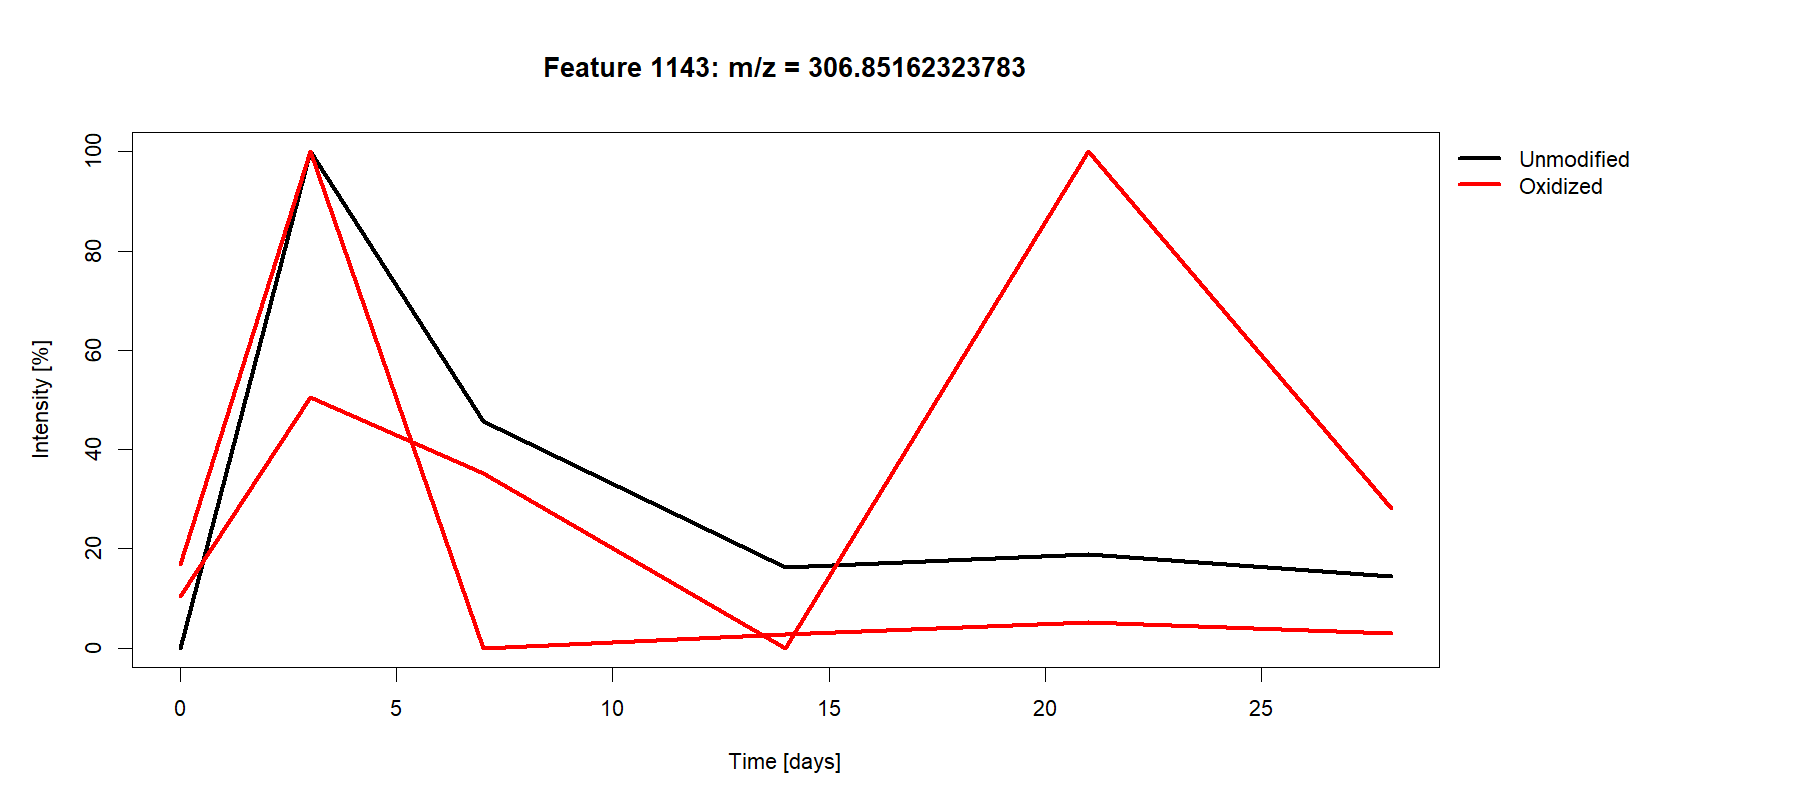 Feature 1143: m/z = 306.85162323783
Unmodified
Oxidized
Intensity [%]
100
80
60
40
20
0
0 5 10 15 20 25
Time [days]